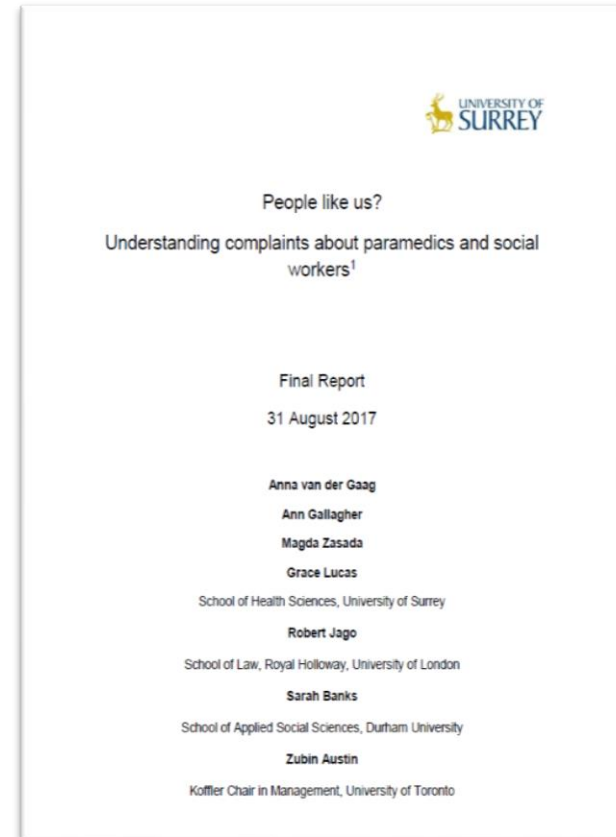 UNIVERSITY OF
SURREY
People like us?
Understanding complaints about paramedics and social
workers¹
Final Report
31 August 2017
Anna van der Gaag
Ann Gallagher
Magda Zasada
Grace Lucas
School of Health Sciences, University of Surrey
Robert Jago
School of Law, Royal Holloway, University of London
Sarah Banks
School of Applied Social Sciences, Durham University
Zubin Austin
Koffler Chair in Management, University of Toronto